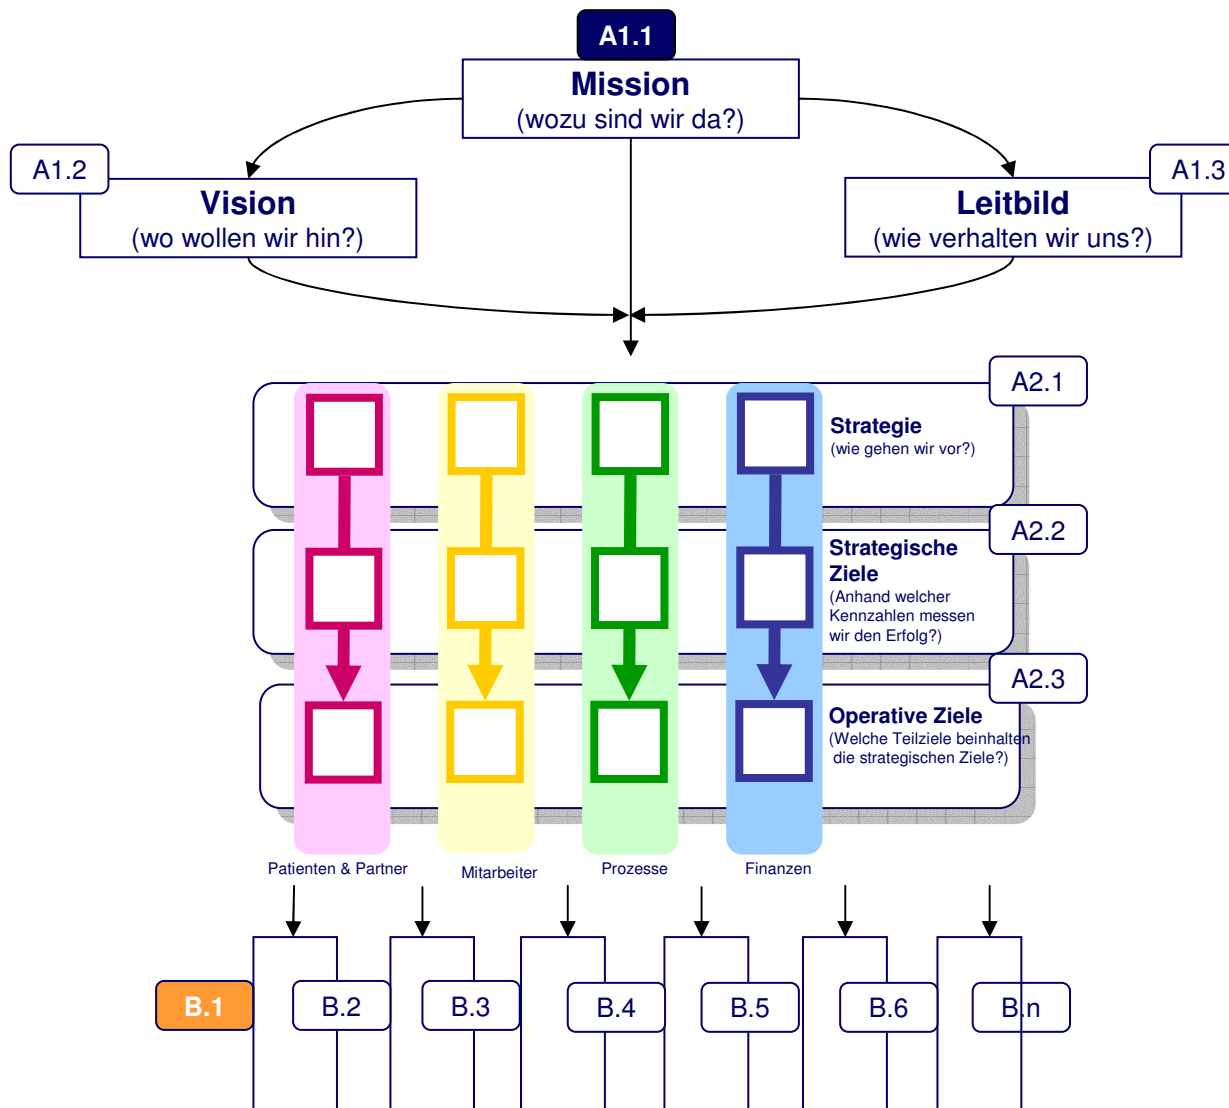 A1.1
Mission
(wozu sind wir da?)
A1.2
Vision
(wo wollen wir hin?)
A1.3
Leitbild
(wie verhalten wir uns?)
A2.1
Strategie
(wie gehen wir vor?)
A2.2
Strategische
Ziele
(Anhand welcher
Kennzahlen messen
wir den Erfolg?)
A2.3
Operative Ziele
(Welche Teilziele beinhalten
die strategischen Ziele?)
Patienten & Partner
Mitarbeiter
Prozesse
Finanzen
B.1
B.2
B.3
B.4
B.5
B.6
B.n